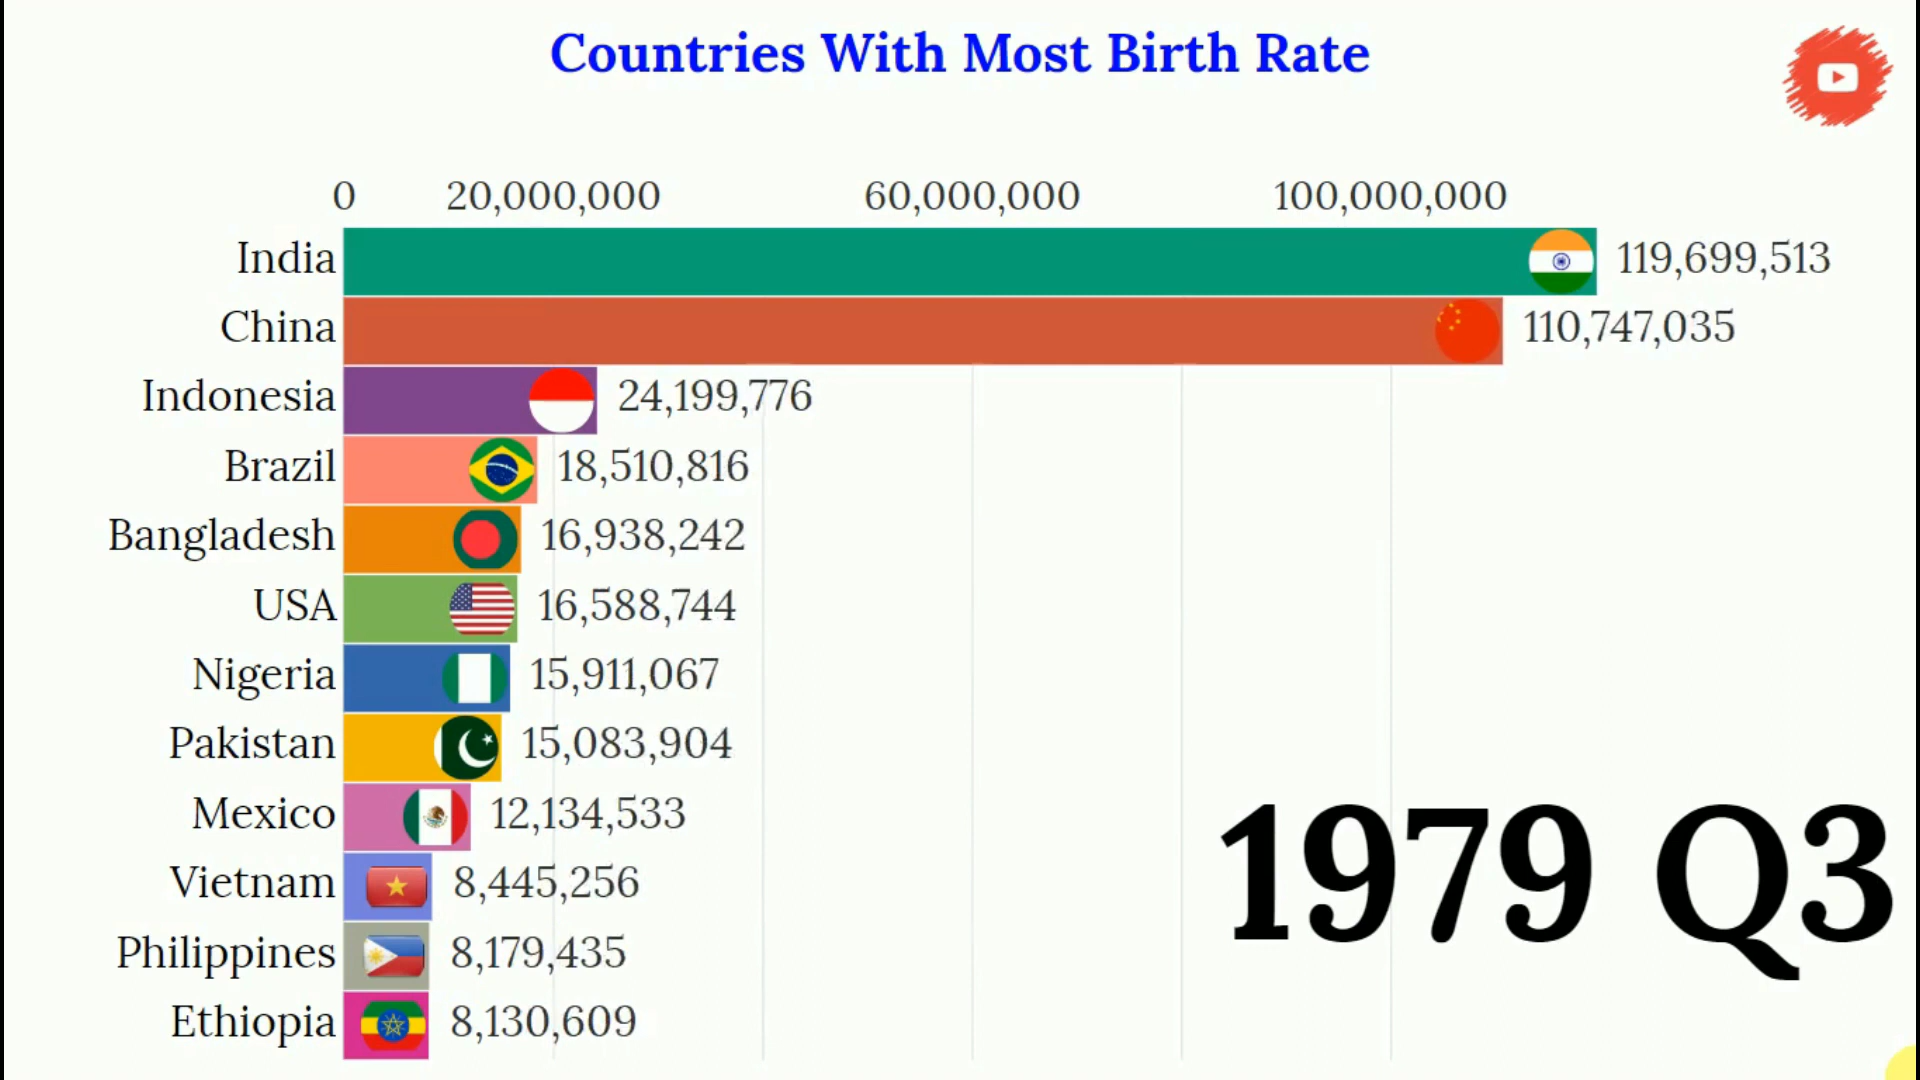 Countries With Most Birth Rate
0 20,000,000 60,000,000 100,000,000
India 119,699,513
China 110,747,035
Indonesia 24,199,776
Brazil 18,510,816
Bangladesh 16,938,242
USA 16,588,744
Nigeria 15,911,067
Pakistan 15,083,904
Mexico 12,134,533
Vietnam 8,445,256
Philippines 8,179,435
Ethiopia 8,130,609
1979 Q3